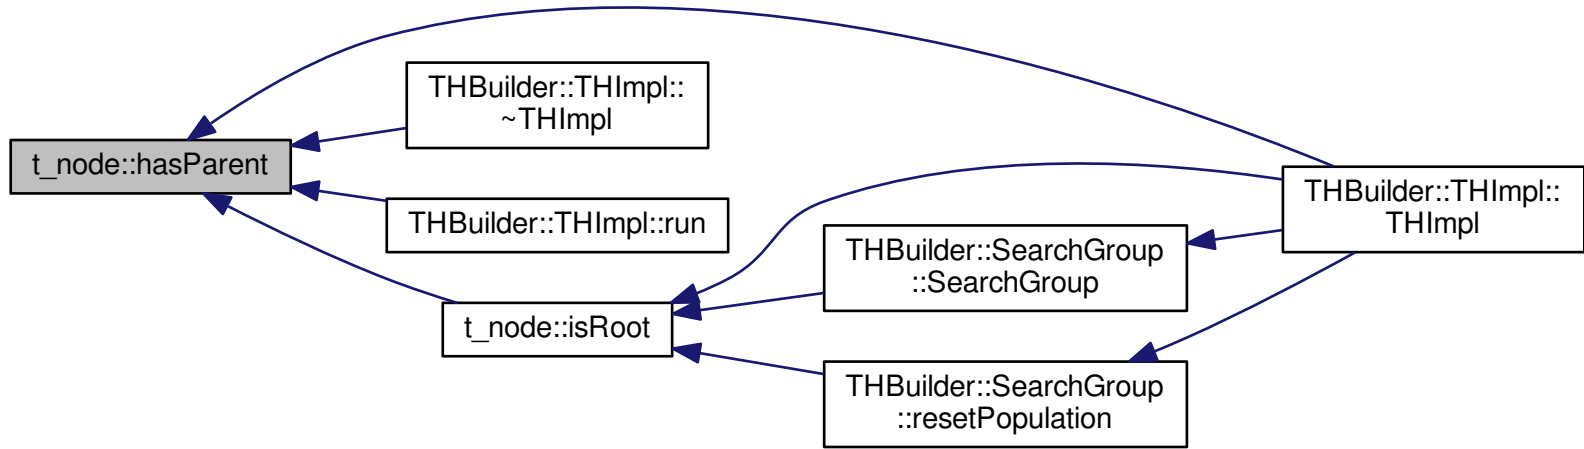 THBuilder::THImpl::
~THImpl
t_node::hasParent
THBuilder::THImpl::run
t_node::isRoot
THBuilder::SearchGroup
::SearchGroup
THBuilder::SearchGroup
::resetPopulation
THBuilder::THImpl::
THImpl